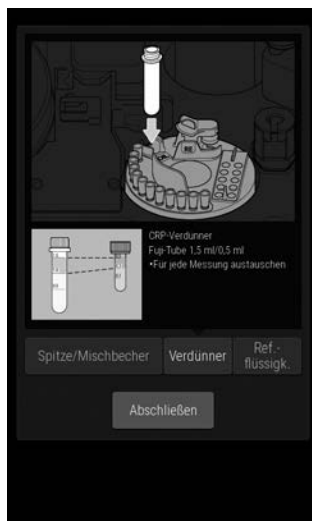 CRP-Verdünner
Fuji-Tube 1,5 ml/0,5 ml
•Für jede Messung austauschen
Spitze/Mischbecher
Verdünner
Ref.-
flüssigk.
Abschließen